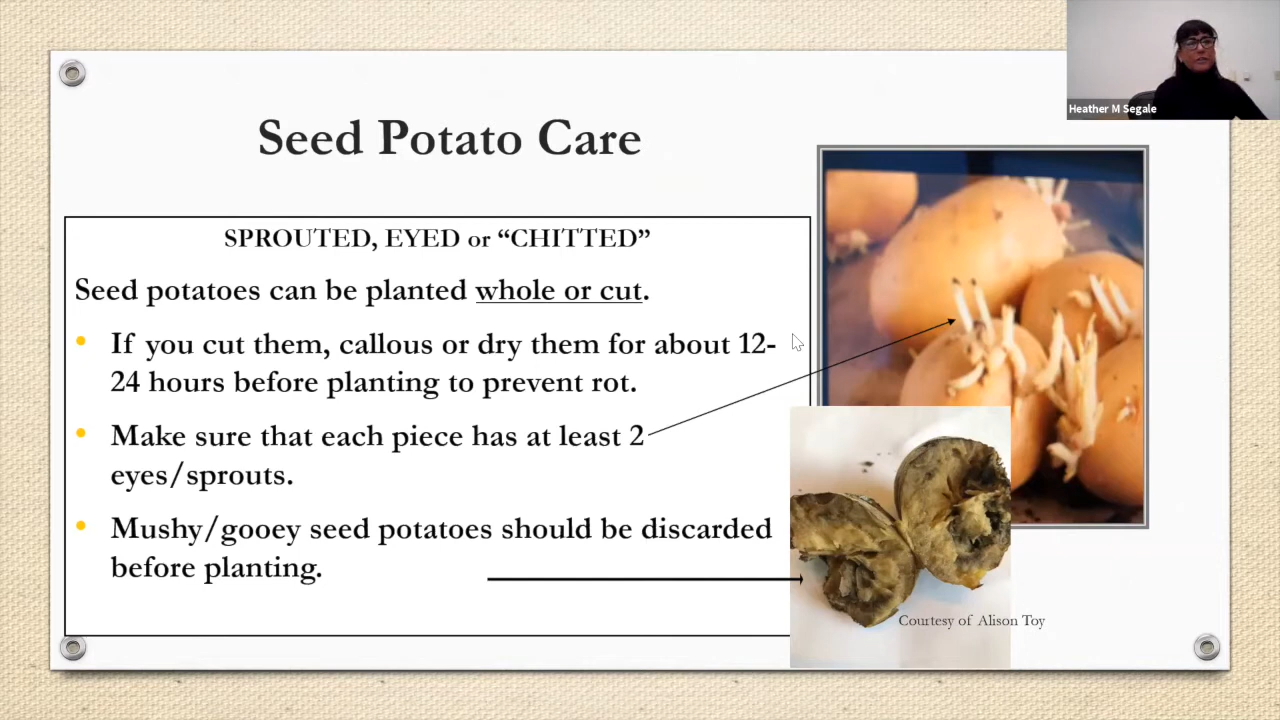 Heather M Segale
Seed Potato Care
SPROUTED, EYED or “CHITTED”
Seed potatoes can be planted whole or cut.
• If you cut them, callous or dry them for about 12-
24 hours before planting to prevent rot.
• Make sure that each piece has at least 2
eyes/sprouts.
• Mushy/gooey seed potatoes should be discarded
before planting.
Courtesy of Alison Toy